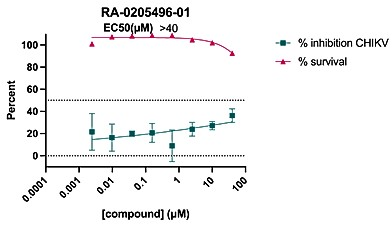 RA-0205496-01
EC50(μM) >40
% inhibtion CHIKV
% survival
Percent
100
80
60
40
20
0
0.0001
0.001
0.01
0.1
1
10
100
[compound] (μM)